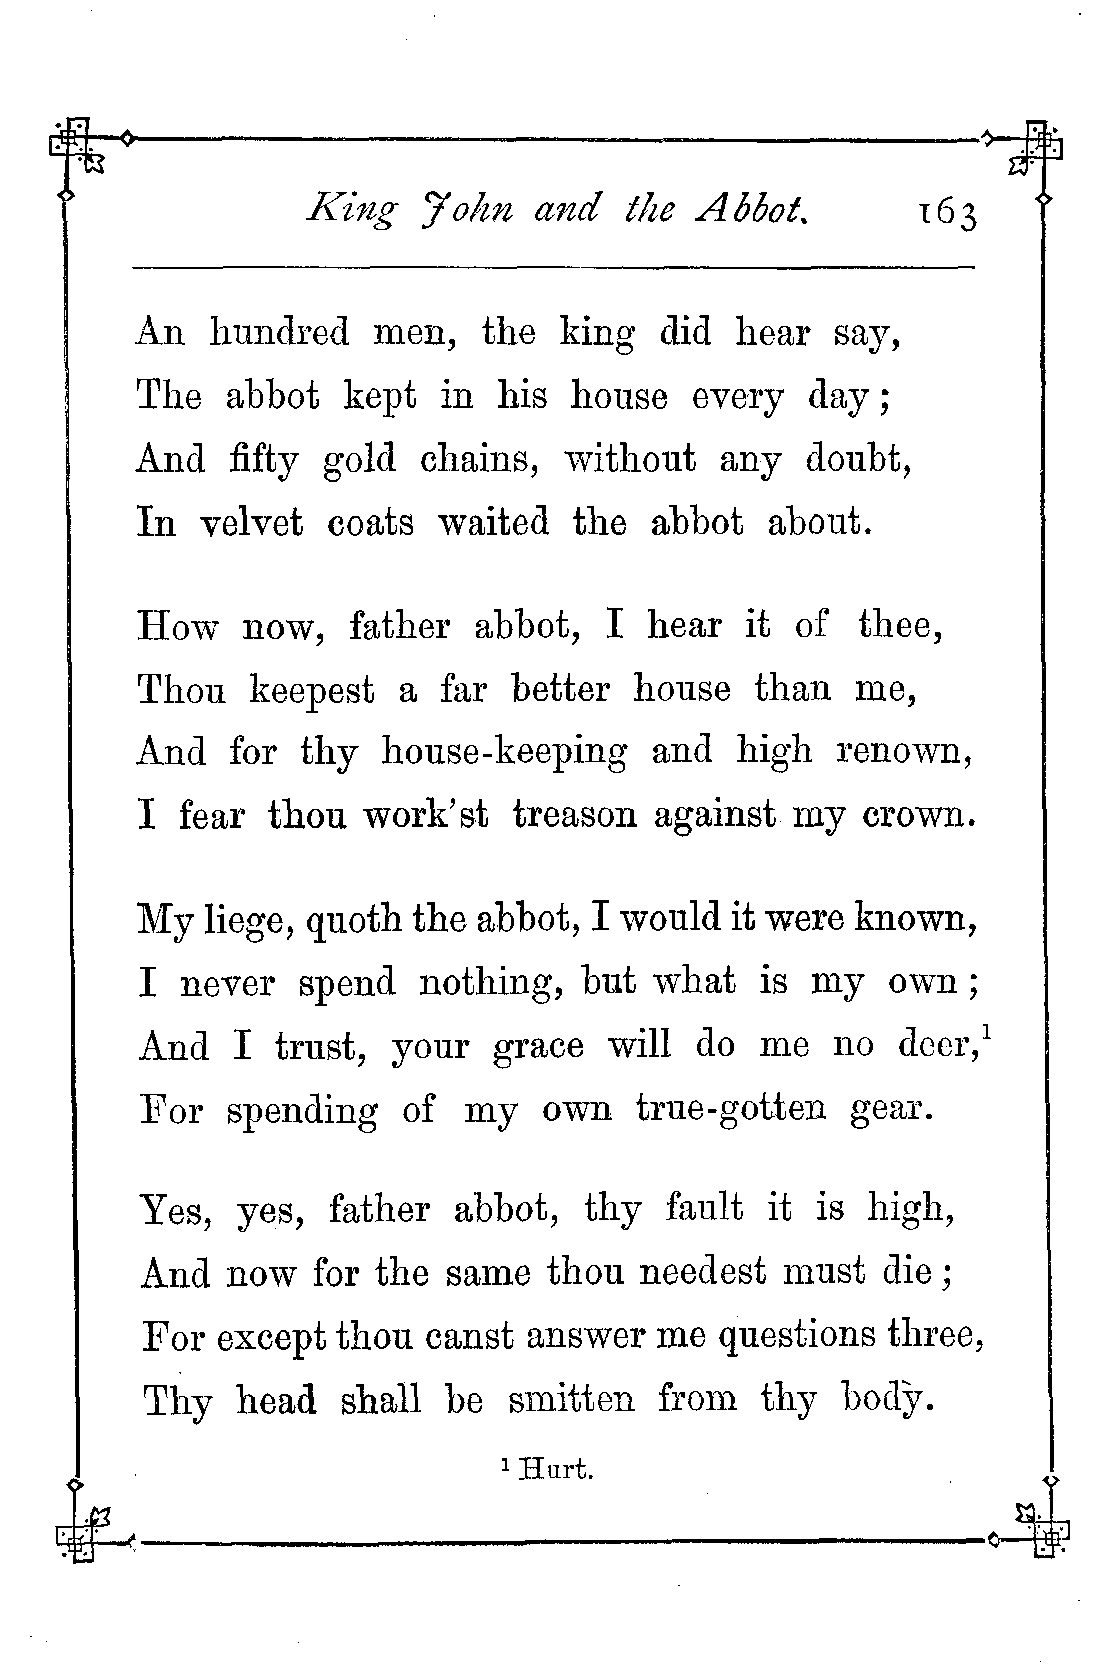 King John and the Abbot. 163
An hundred men, the king did hear say,
The abbot kept in his house every day;
And fifty gold chains, without any doubt,
In velvet coats waited the abbot about.
How now, father abbot, I hear it of thee,
Thou keepest a far better house than me,
And for thy house-keeping and high renown,
I fear thou work'st treason against my crown.
My liege, quoth the abbot, I would it were known,
I never spend nothing, but what is my own;
And I trust, your grace will do me no deer,¹
For spending of my own true-gotten gear.
Yes, yes, father abbot, thy fault it is high,
And now for the same thou needest must die;
For except thou canst answer me questions three,
Thy head shall be smitten from thy body.
¹ Hurt.